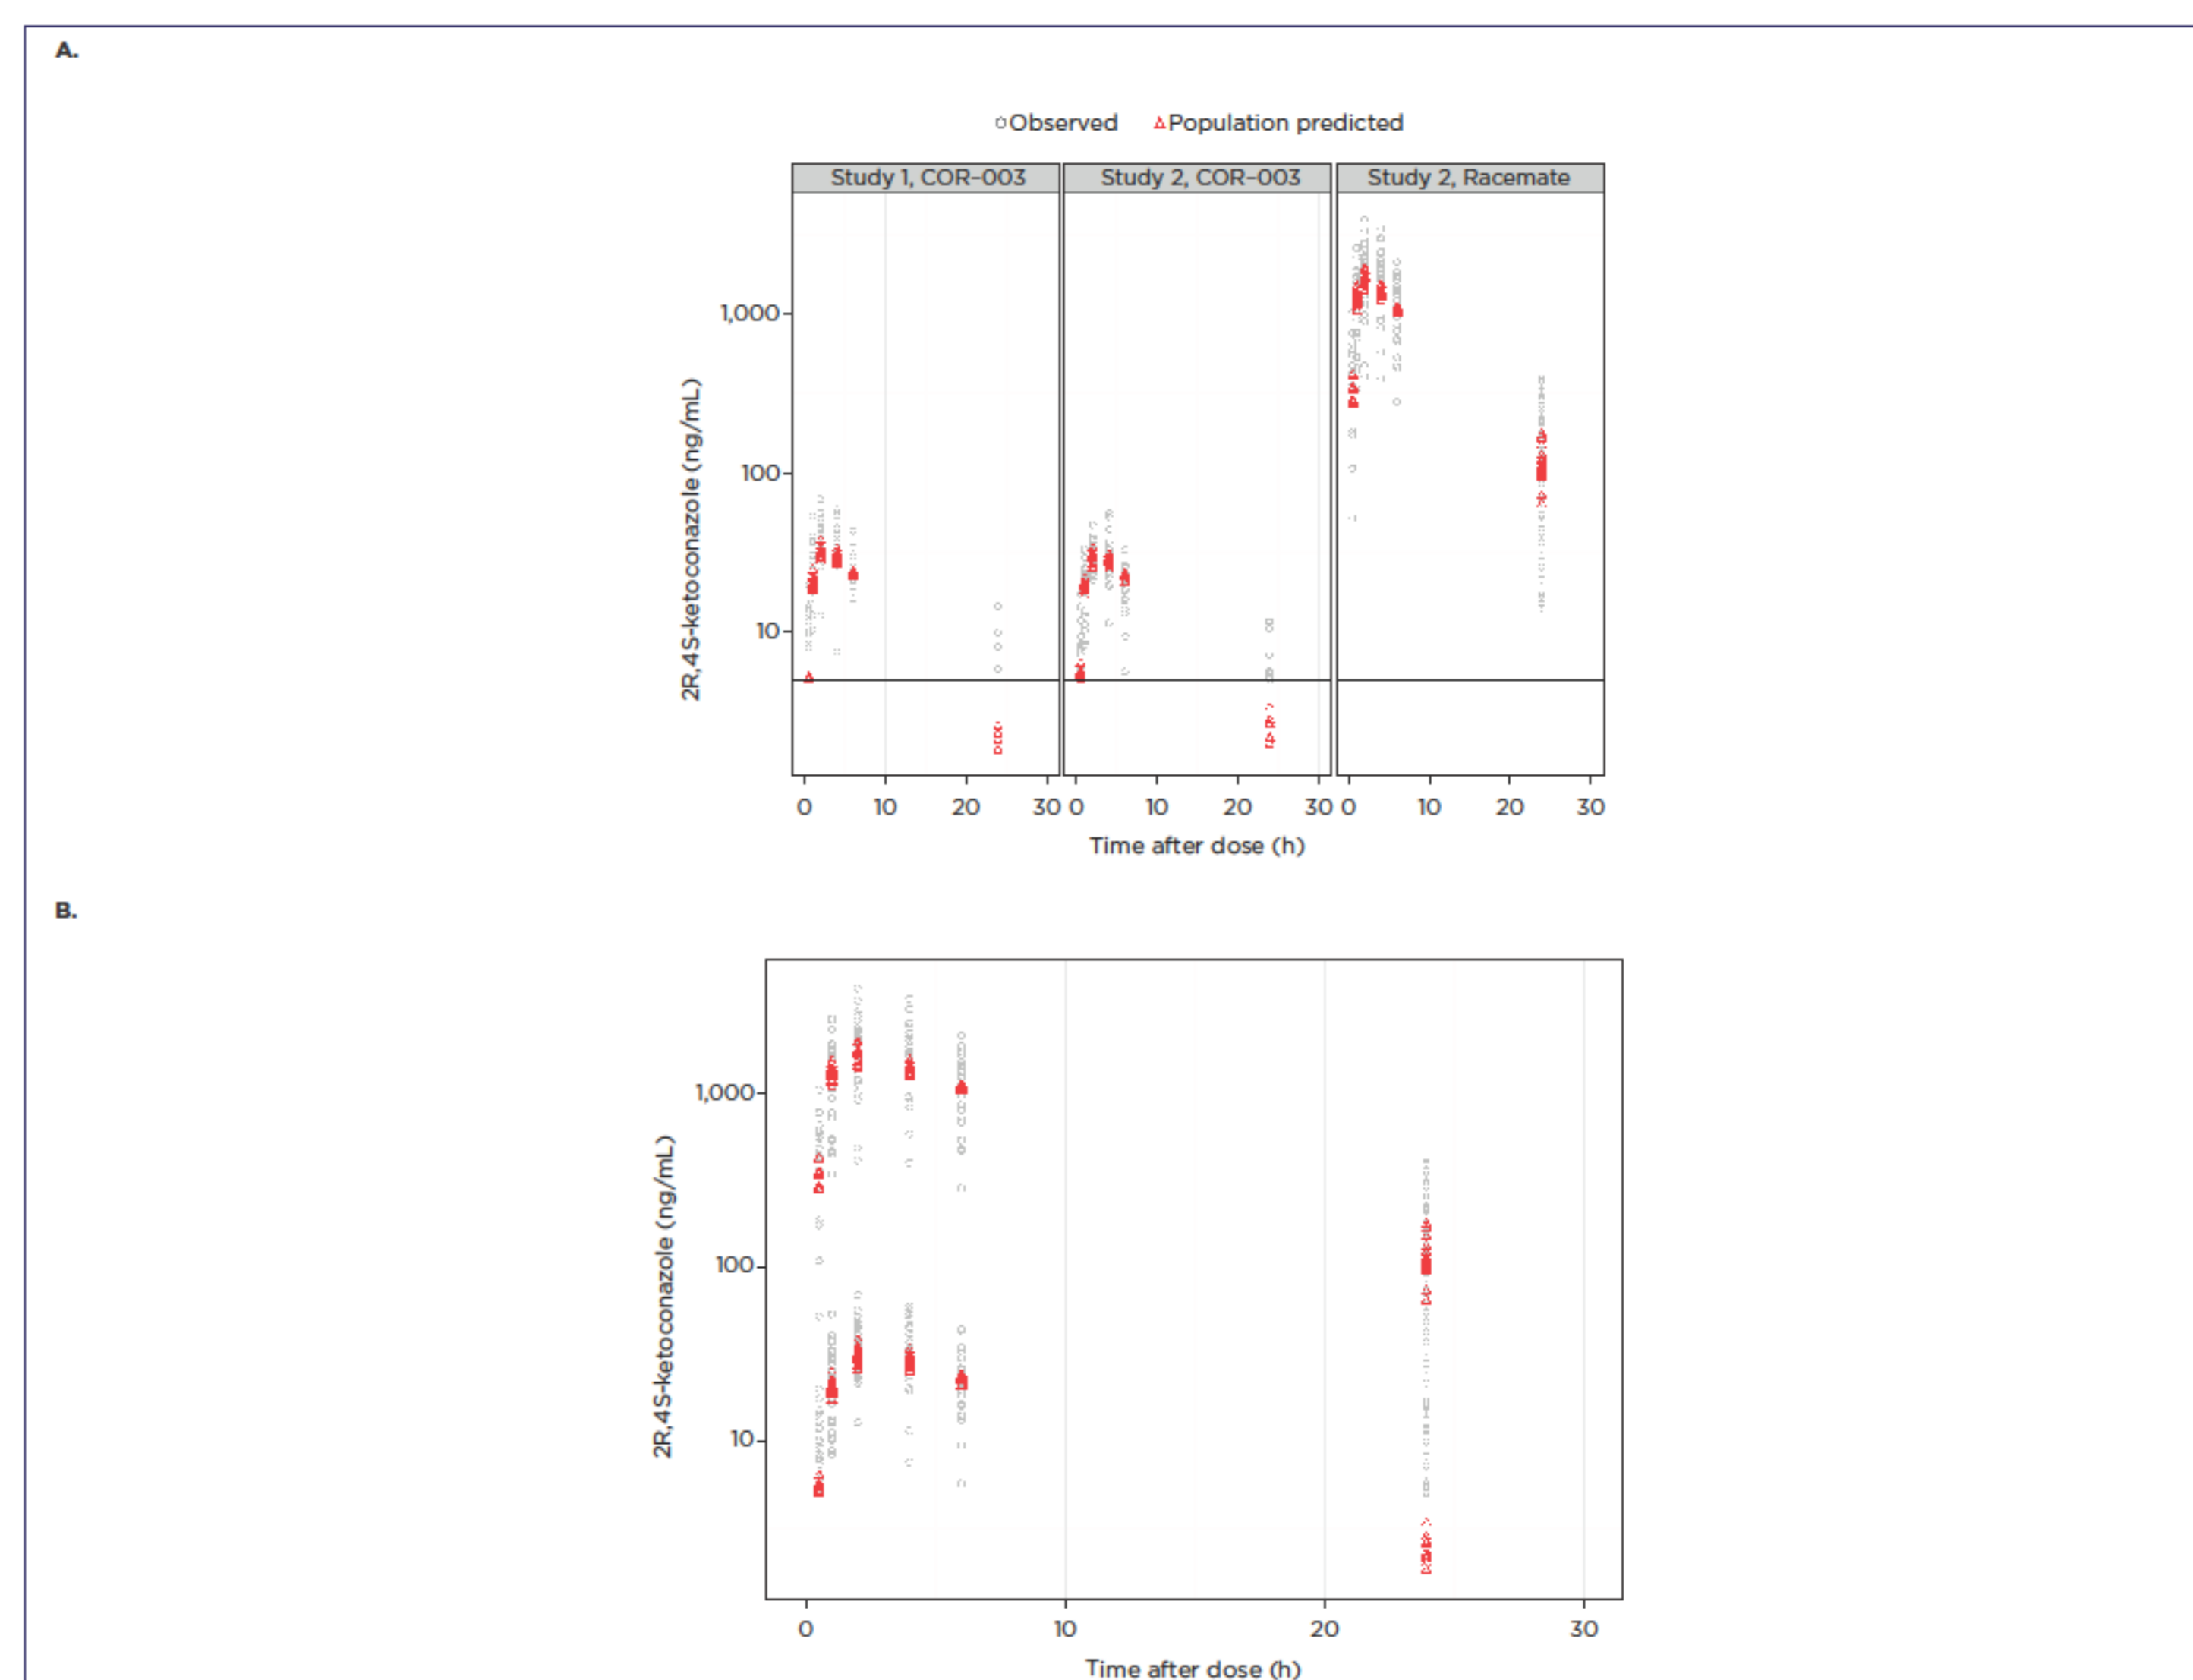 A.
Observed Population predicted
Study 1, COR–003 Study 2, COR–003 Study 2, Racemate
2R,4S-ketoconazole (ng/mL)
1,000
100
10
0 10 20 30 0 10 20 30 0 10 20 30
Time after dose (h)
B.
2R,4S-ketoconazole (ng/mL)
1,000
100
10
0 10 20 30
Time after dose (h)